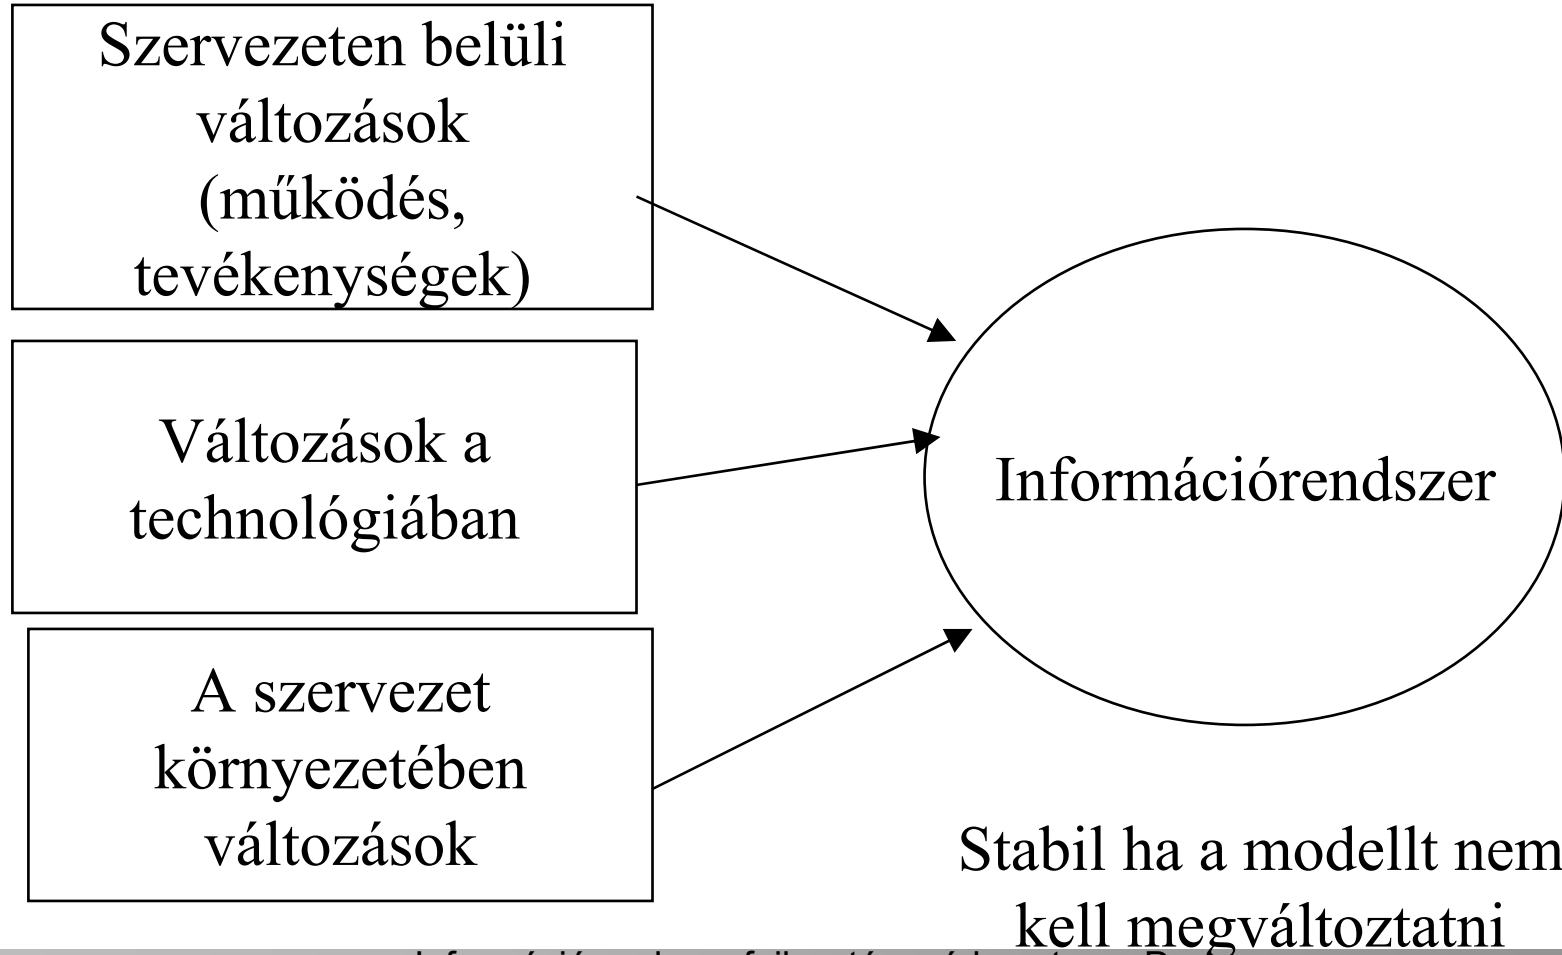 Szervezeten belüli
változások
(működés,
tevékenységek)
Változások a
technológiában
A szervezet
környezetében
változások
Információrendszer
Stabil ha a modellt nem
kell megváltoztatni